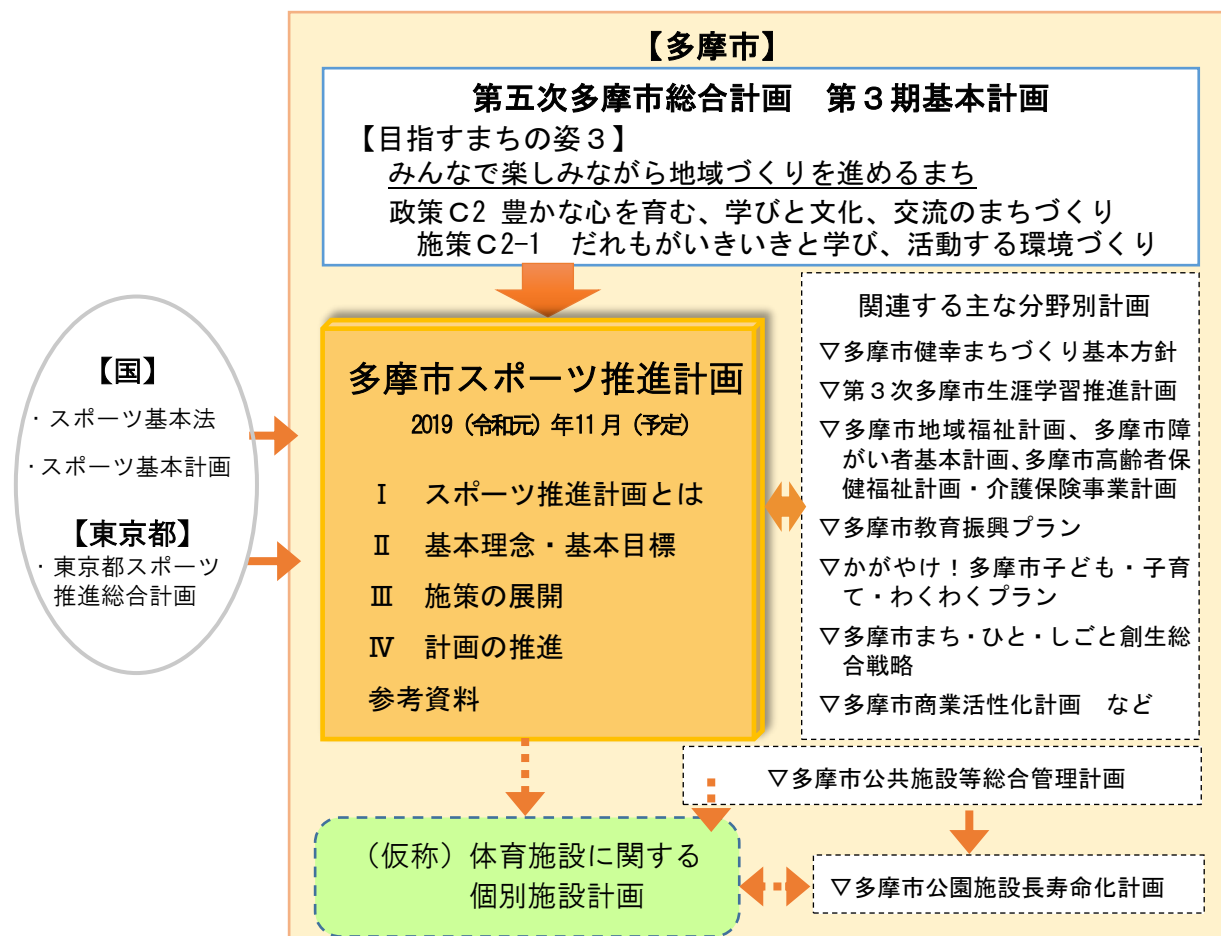 【多摩市】
第五次多摩市総合計画　第３期基本計画
【目指すまちの姿３】
みんなで楽しみながら地域づくりを進めるまち
政策Ｃ2 豊かな心を育む、学びと文化、交流のまちづくり
施策Ｃ2-1　だれもがいきいきと学び、活動する環境づくり
【国】
・スポーツ基本法
・スポーツ基本計画
【東京都】
・東京都スポーツ
推進総合計画
多摩市スポーツ推進計画
2019（令和元）年11月（予定）
Ⅰ　スポーツ推進計画とは
Ⅱ　基本理念・基本目標
Ⅲ　施策の展開
Ⅳ　計画の推進
参考資料
関連する主な分野別計画
▽多摩市健幸まちづくり基本方針
▽第３次多摩市生涯学習推進計画
▽多摩市地域福祉計画、多摩市障
がい者基本計画、多摩市高齢者保
健福祉計画・介護保険事業計画
▽多摩市教育振興プラン
▽かがやけ！多摩市子ども・子育
て・わくわくプラン
▽多摩市まち・ひと・しごと創生総
合戦略
▽多摩市商業活性化計画　など
▽多摩市公共施設等総合管理計画
（仮称）体育施設に関する
個別施設計画
▽多摩市公園施設長寿命化計画